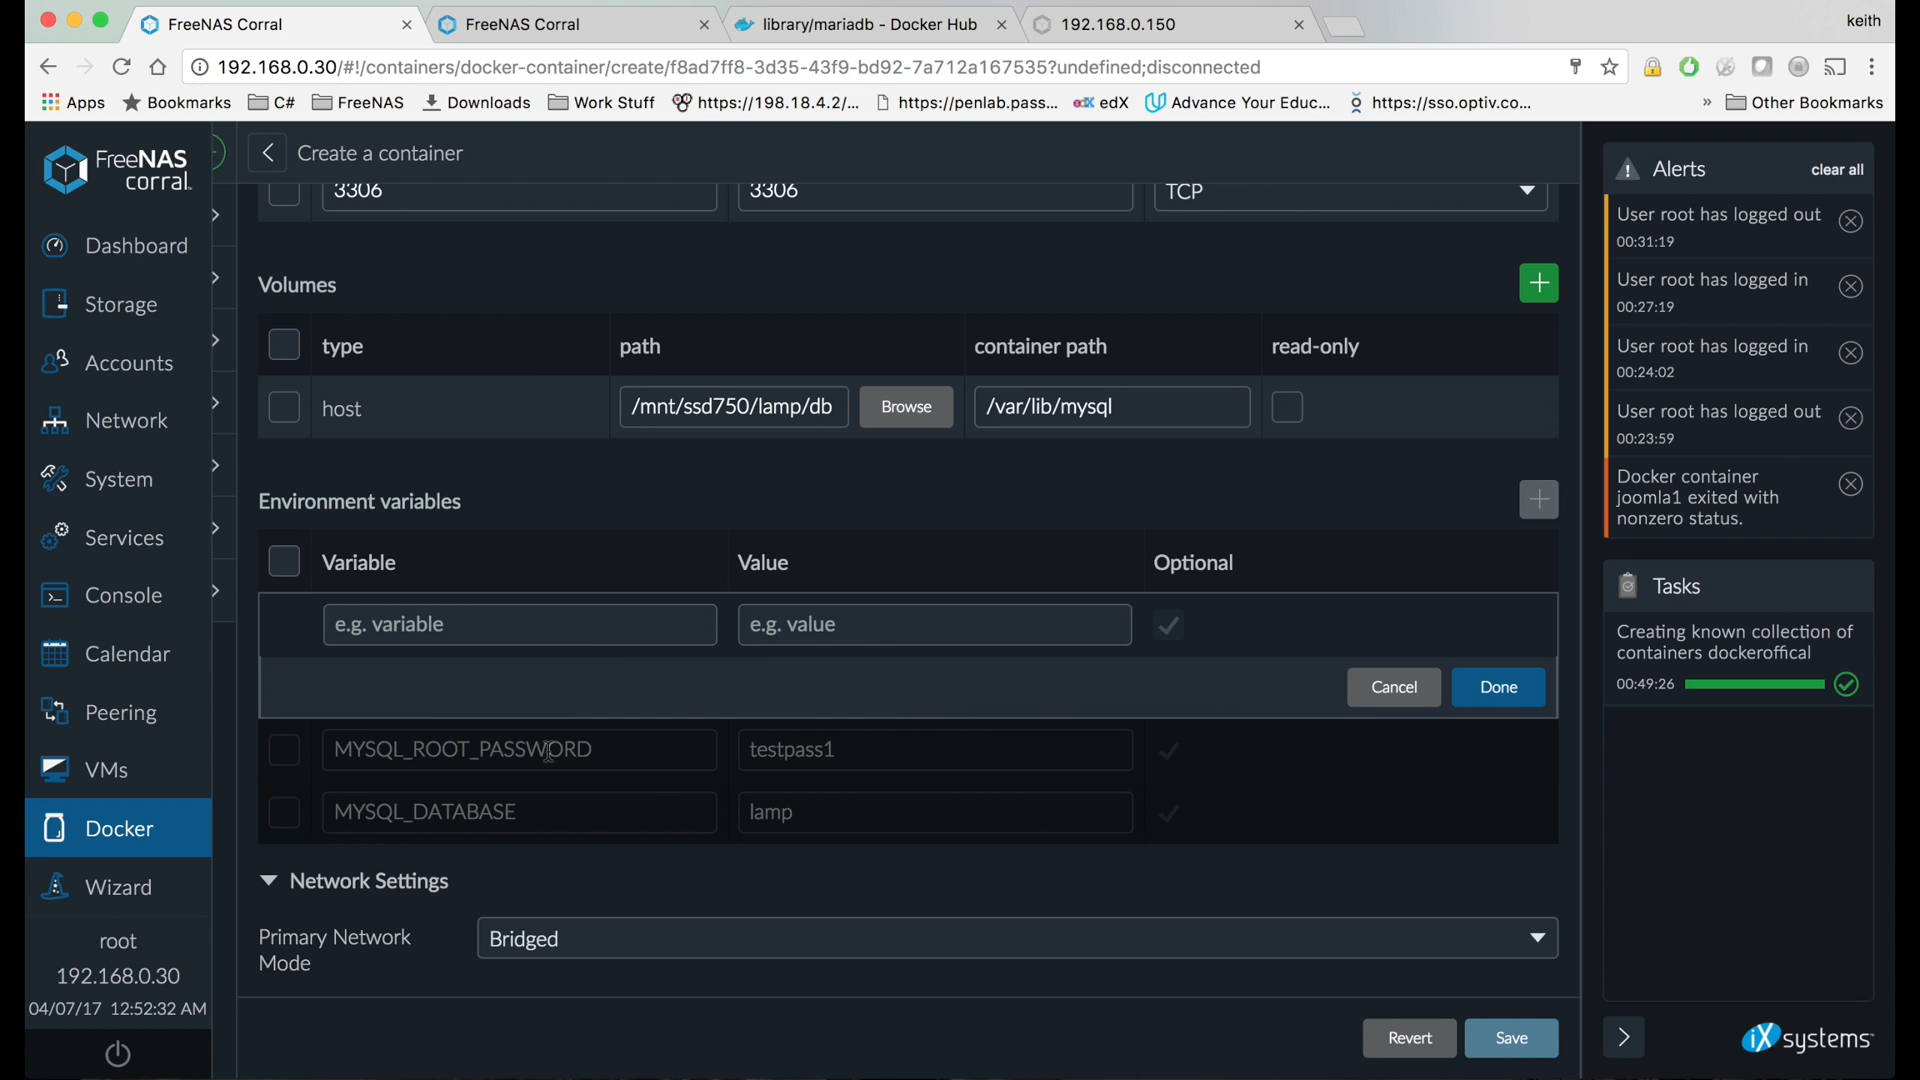 FreeNAS Corral
FreeNAS Corral
library/mariadb - Docker Hub
192.168.0.150
keith
192.168.0.30/#!/containers/docker-container/create/f8ad7ff8-3d35-43f9-bd92-7a712a167535?undefined;disconnected
Apps
Bookmarks
C#
FreeNAS
Downloads
Work Stuff
https://198.18.4.2/...
https://penlab.pass...
edX edX
Advance Your Educ...
https://sso.optiv.co...
» Other Bookmarks
FreeNAS
corral
Dashboard
Storage
Accounts
Network
System
Services
Console
Calendar
Peering
VMs
Docker
Wizard
root
192.168.0.30
04/07/17 12:52:32 AM
Create a container
3306 3306 TCP
Volumes
type path container path read-only
host /mnt/ssd750/lamp/db Browse /var/lib/mysql
Environment variables
Variable Value Optional
e.g. variable e.g. value
Cancel Done
MYSQL_ROOT_PASSWORD testpass1
MYSQL_DATABASE lamp
Network Settings
Primary Network
Mode
Bridged
Revert Save
Alerts clear all
User root has logged out
00:31:19
User root has logged in
00:27:19
User root has logged in
00:24:02
User root has logged out
00:23:59
Docker container
joomla1 exited with
nonzero status.
Tasks
Creating known collection of
containers dockeroffical
00:49:26
iXsystems